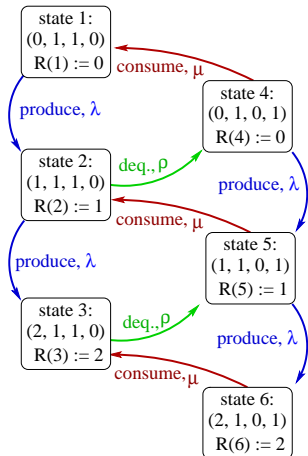 state 1:
(0, 1, 1, 0)
R(1) := 0
consume, μ
state 4:
(0, 1, 0, 1)
R(4) := 0
produce, λ
state 2:
(1, 1, 1, 0)
R(2) := 1
deq., ρ
produce, λ
consume, μ
state 5:
(1, 1, 0, 1)
R(5) := 1
produce, λ
state 3:
(2, 1, 1, 0)
R(3) := 2
deq., ρ
produce, λ
consume, μ
state 6:
(2, 1, 0, 1)
R(6) := 2